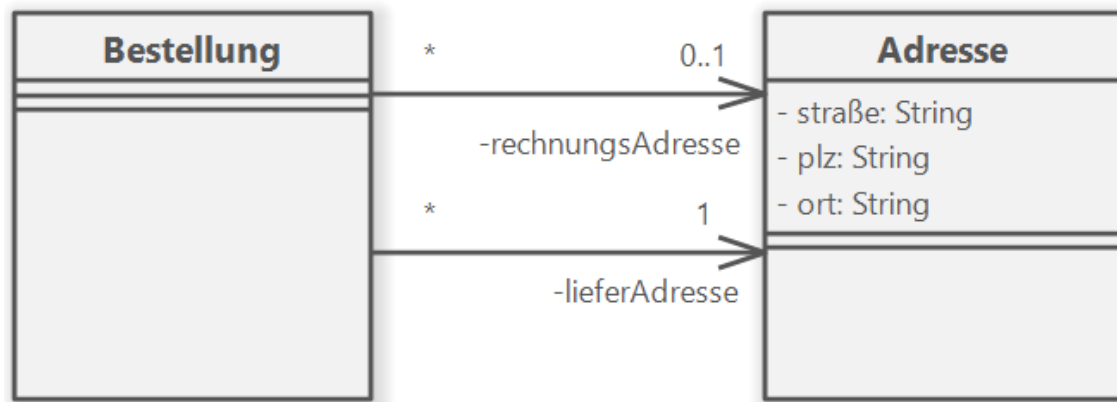 Bestellung
* 0..1
-rechnungsAdresse
* 1
-lieferAdresse
Adresse
- straße: String
- plz: String
- ort: String